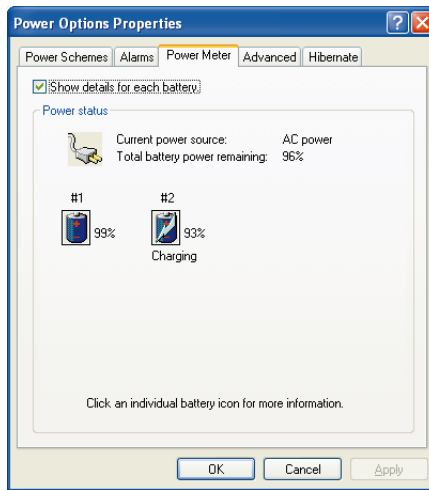 Power Options Properties
Power Schemes Alarms Power Meter Advanced Hibernate
Show details for each battery.
Power status
Current power source: AC power
Total battery power remaining: 96%
#1 #2
99% 93%
Charging
Click an individual battery icon for more information.
OK Cancel Apply